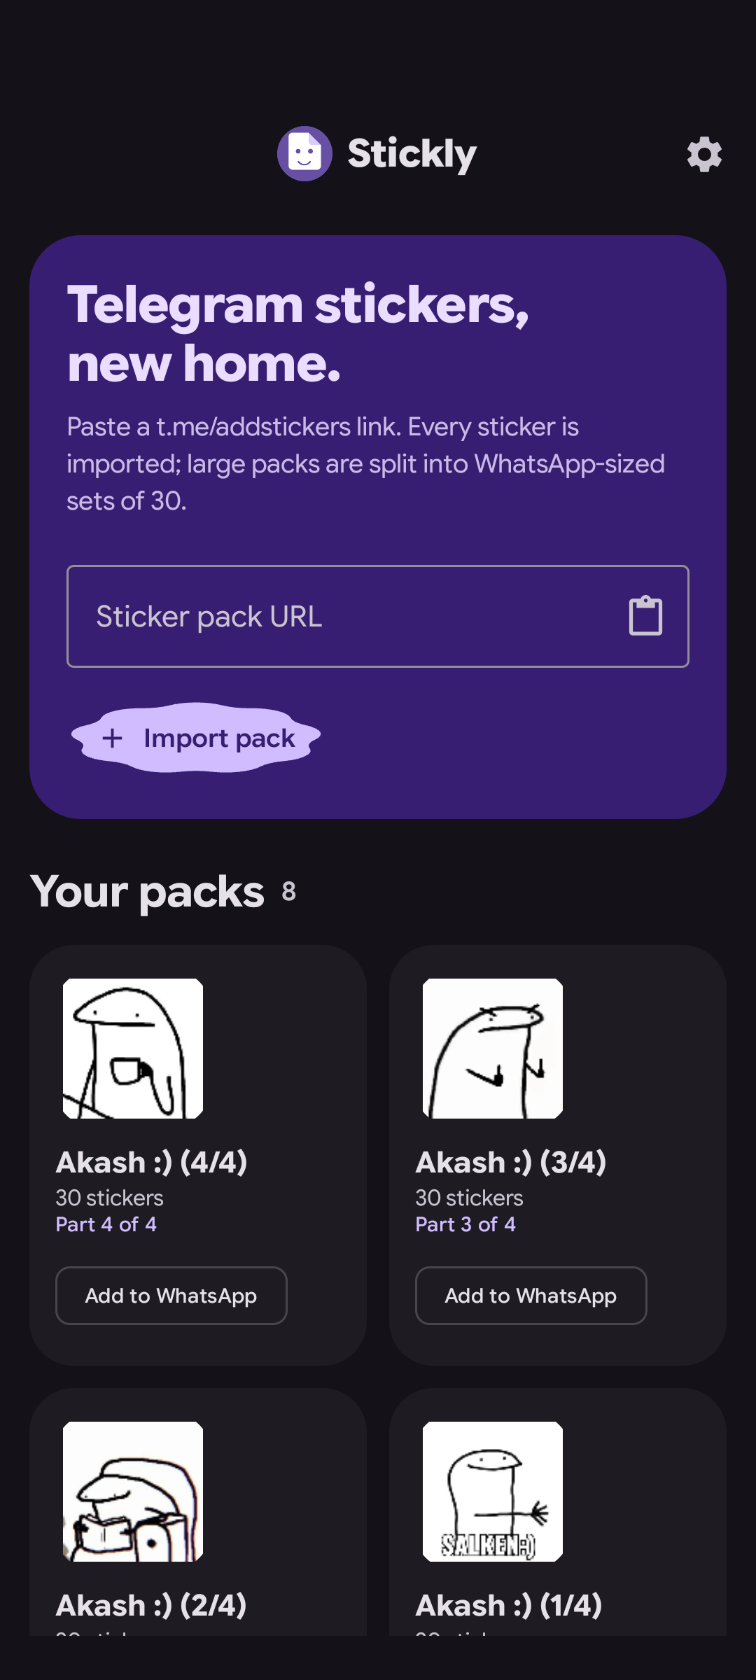 Stickly
Telegram stickers,
new home.
Paste a t.me/addstickers link. Every sticker is
imported; large packs are split into WhatsApp-sized
sets of 30.
Sticker pack URL
+ Import pack
Your packs 8
Akash :) (4/4)
30 stickers
Part 4 of 4
Add to WhatsApp
Akash :) (3/4)
30 stickers
Part 3 of 4
Add to WhatsApp
Akash :) (2/4)
SALKEN:)
Akash :) (1/4)